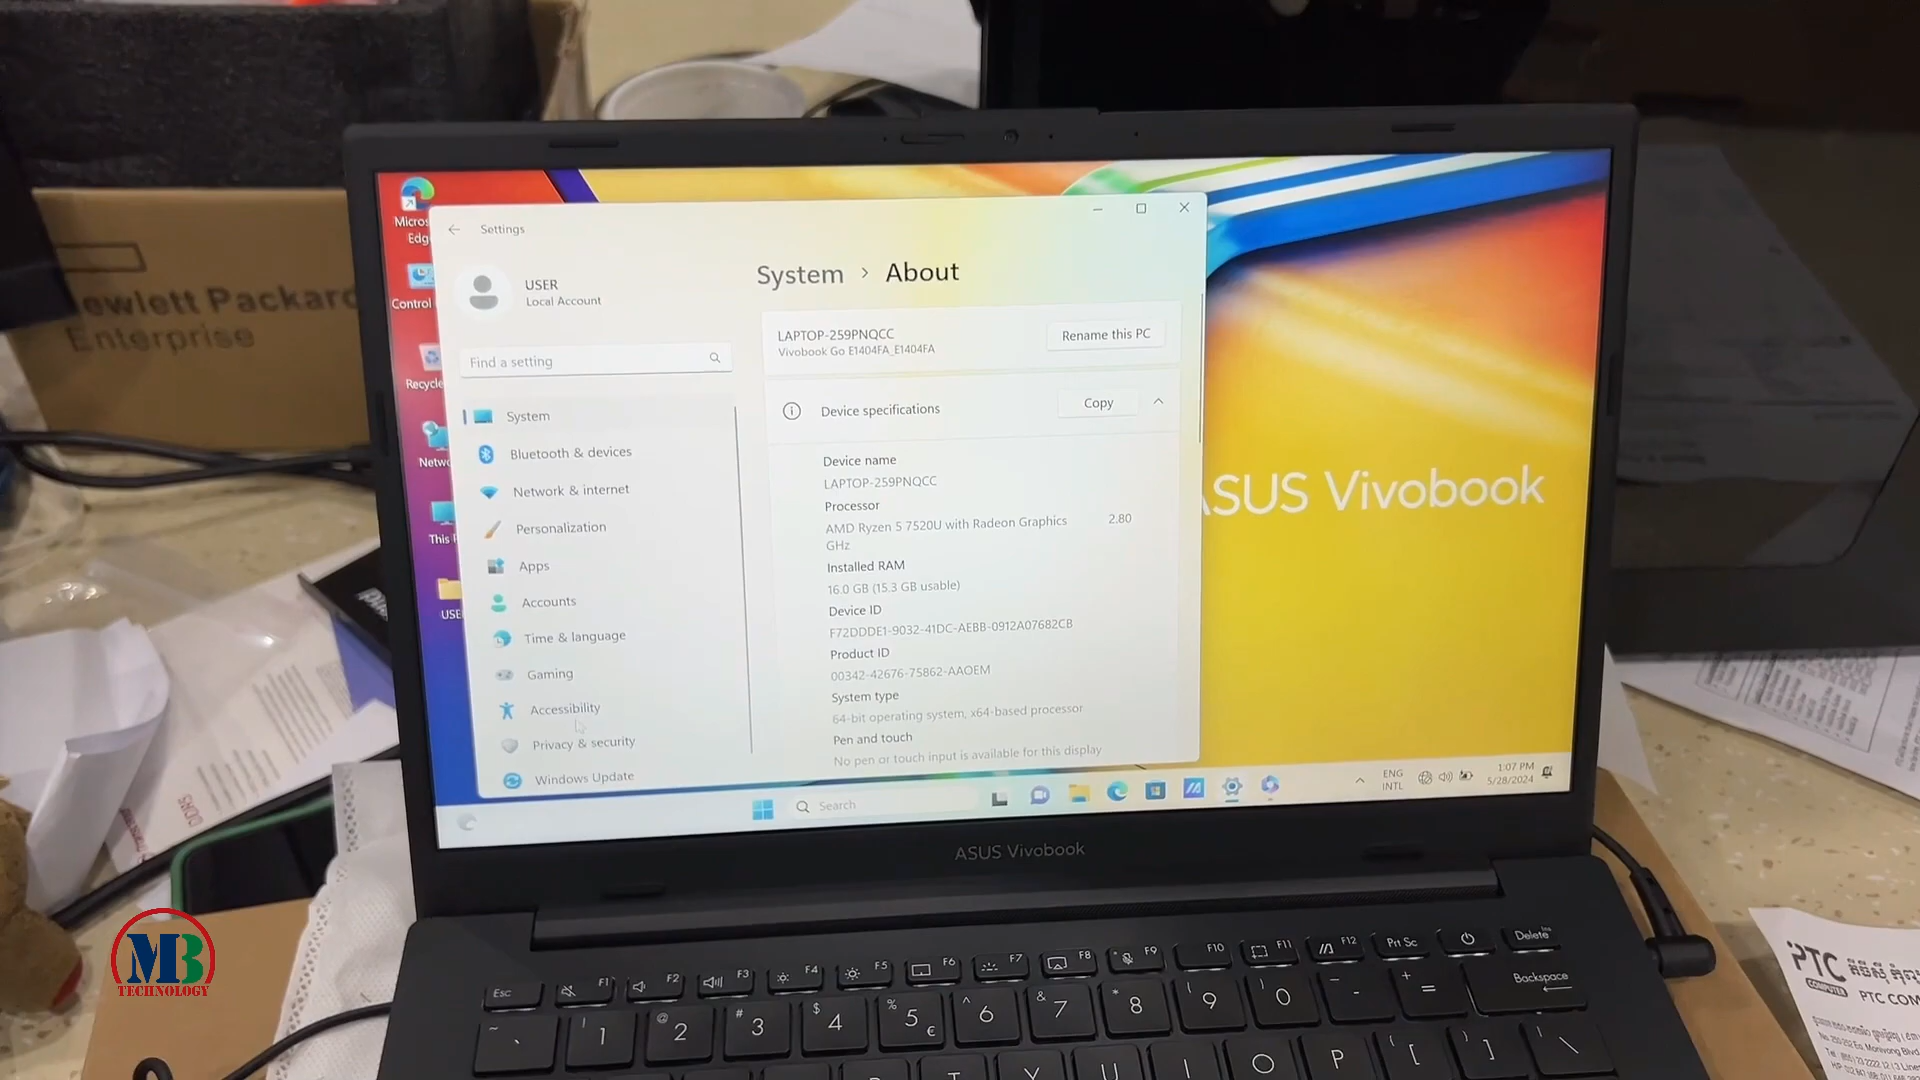 Hewlett Packard
Enterprise
Settings
USER
Local Account
Find a setting
System
Bluetooth & devices
Network & internet
Personalization
Apps
Accounts
Time & language
Gaming
Accessibility
Privacy & security
Windows Update
System > About
LAPTOP-259PNQCC
Vivobook Go E1404FA_E1404FA
Rename this PC
Device specifications
Copy
Device name
LAPTOP-259PNQCC
Processor
AMD Ryzen 5 7520U with Radeon Graphics 2.80
GHz
Installed RAM
16.0 GB (15.3 GB usable)
Device ID
F72DDDE1-9032-41DC-AEBB-0912A07682CB
Product ID
00342-42676-75862-AAOEM
System type
64-bit operating system, x64-based processor
Pen and touch
No pen or touch input is available for this display
Micros
Edg
Control
Recycle
Netwo
This P
USE
ASUS Vivobook
Search
ENG
INTL
1:07 PM
5/28/2024
ASUS Vivobook
Esc F1 F2 F3 F4 F5 F6 F7 F8 F9 F10 F11 F12 Prt Sc Delete
Ins
~ ` ! 1 @ 2 # 3 $ 4 % 5 € ^ 6 & 7 * 8 ( 9 ) 0 - + = Backspace
U I O P [ ] \
MB
TECHNOLOGY
PTC
COMPUTER
PTC COM